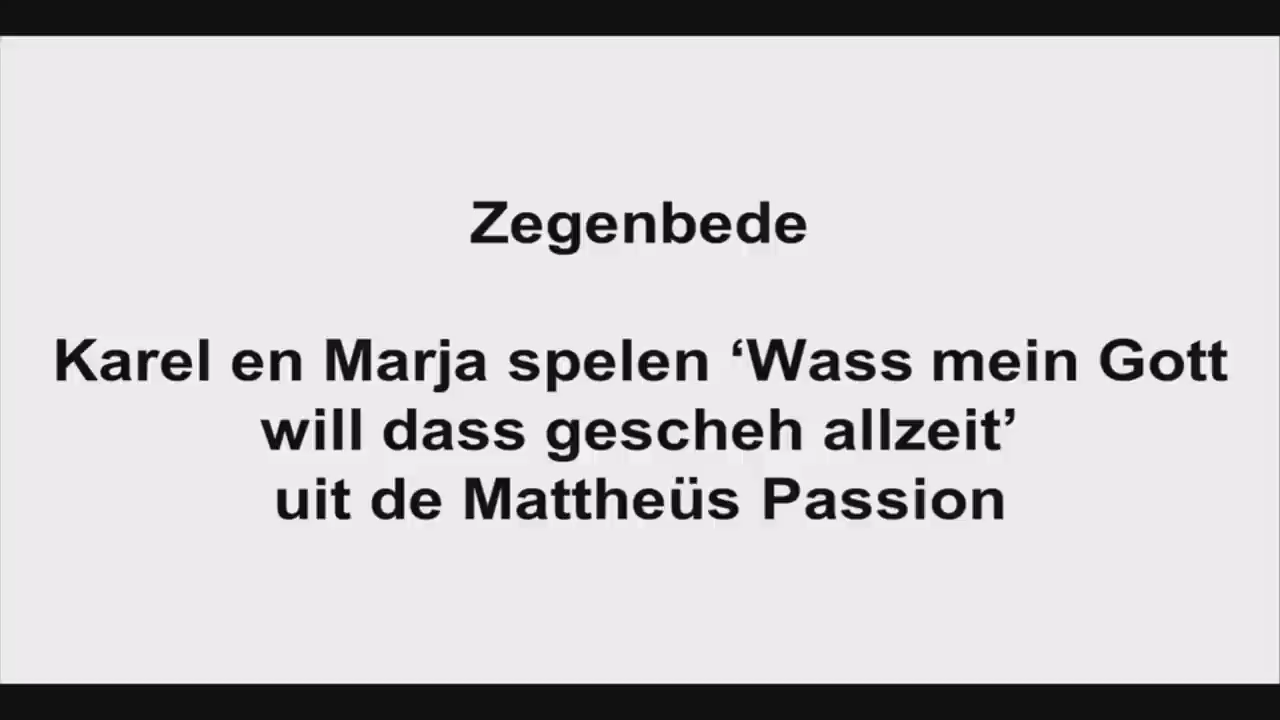 Zegenbede
Karel en Marja spelen ‘Wass mein Gott
will dass gescheh allzeit’
uit de Mattheüs Passion